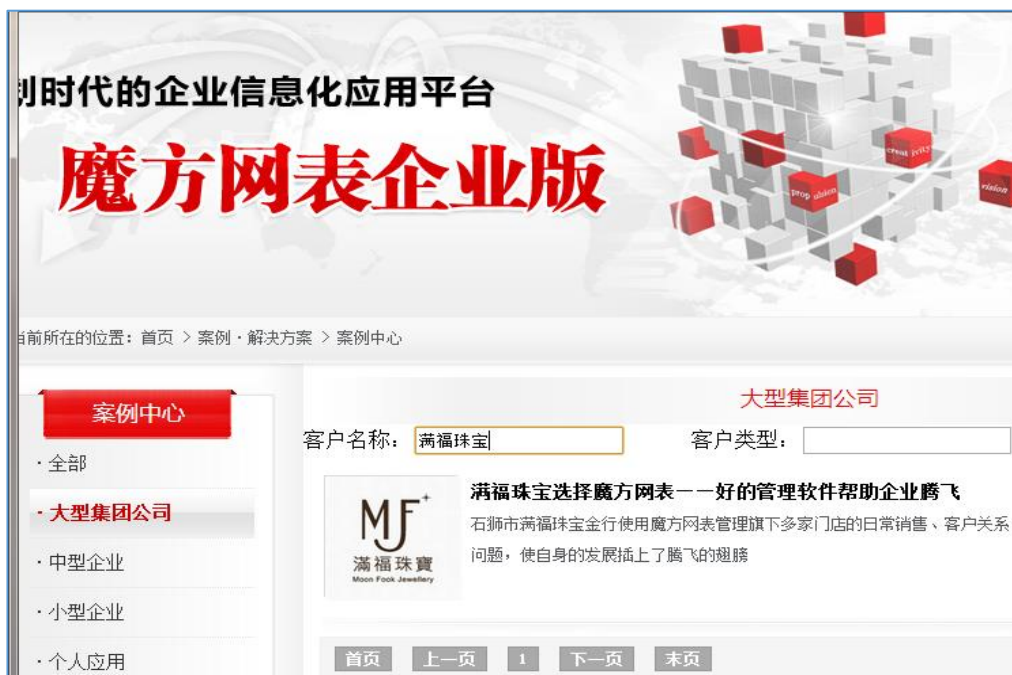 划时代的企业信息化应用平台
魔方网表企业版
creat ivity
prop ulsion
vision
当前所在的位置：首页 > 案例·解决方案 > 案例中心
案例中心
·全部
·大型集团公司
·中型企业
·小型企业
·个人应用
大型集团公司
客户名称： 满福珠宝 客户类型：
MF+
滿福珠寶
Moon Fook Jewellery
满福珠宝选择魔方网表——好的管理软件帮助企业腾飞
石狮市满福珠宝金行使用魔方网表管理旗下多家门店的日常销售、客户关系
问题，使自身的发展插上了腾飞的翅膀
首页 上一页 1 下一页 末页